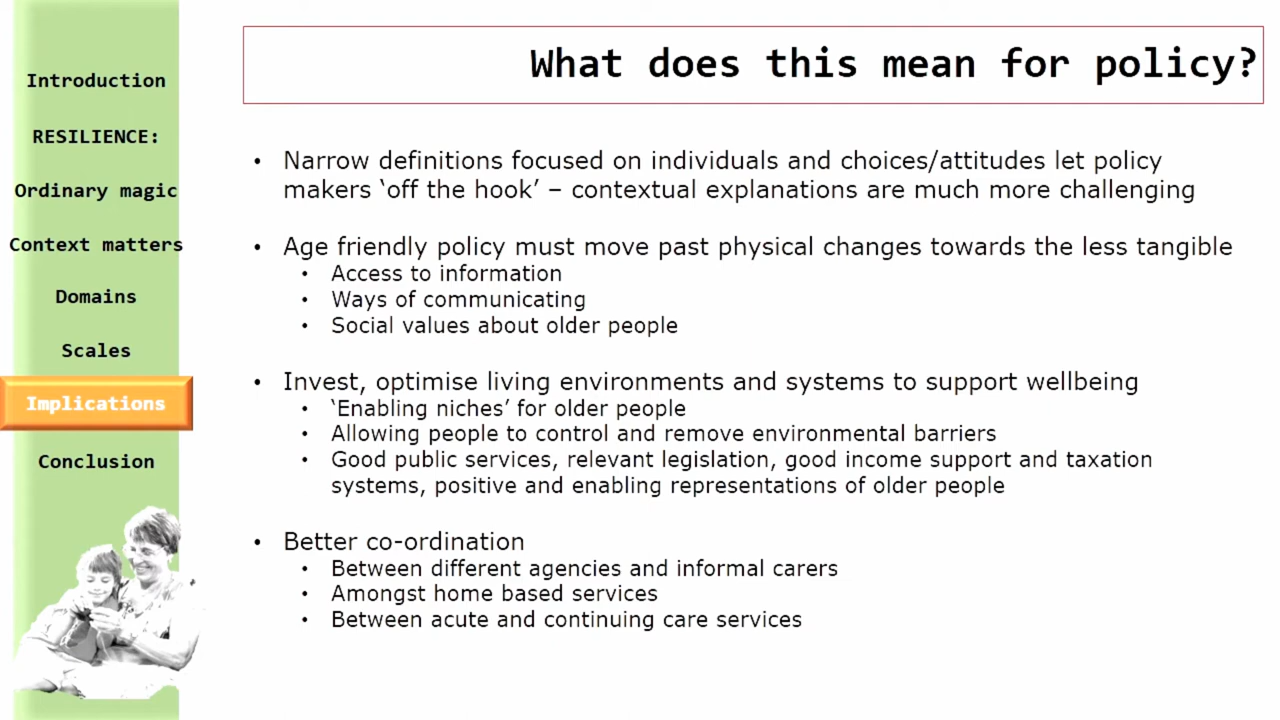 Introduction
RESILIENCE:
Ordinary magic
Context matters
Domains
Scales
Implications
Conclusion
What does this mean for policy?
• Narrow definitions focused on individuals and choices/attitudes let policy
makers ‘off the hook’ – contextual explanations are much more challenging
• Age friendly policy must move past physical changes towards the less tangible
• Access to information
• Ways of communicating
• Social values about older people
• Invest, optimise living environments and systems to support wellbeing
• ‘Enabling niches’ for older people
• Allowing people to control and remove environmental barriers
• Good public services, relevant legislation, good income support and taxation
systems, positive and enabling representations of older people
• Better co-ordination
• Between different agencies and informal carers
• Amongst home based services
• Between acute and continuing care services